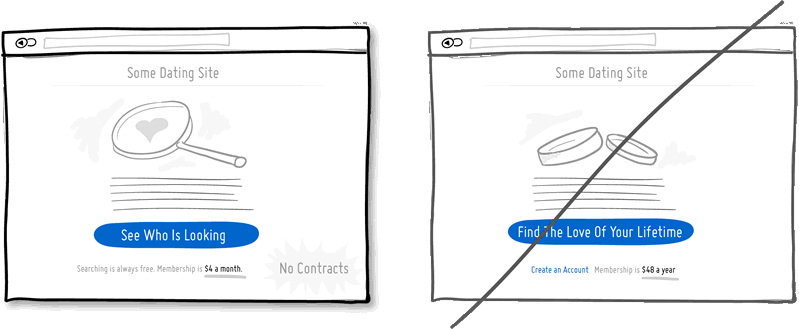 Some Dating Site
See Who Is Looking
Searching is always free. Membership is $4 a month.
No Contracts
Some Dating Site
Find The Love Of Your Lifetime
Create an Account Membership is $48 a year